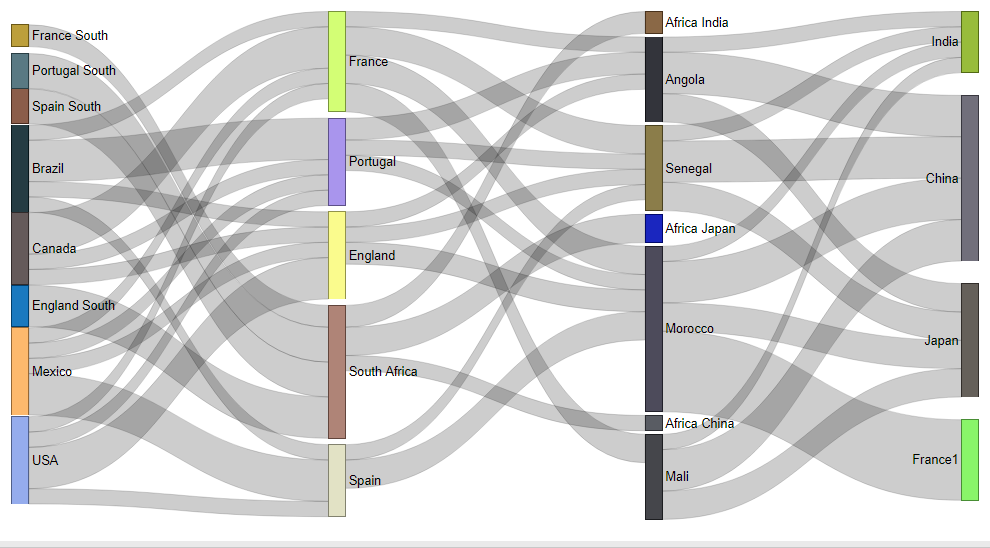 France South
Portugal South
Spain South
Brazil
Canada
England South
Mexico
USA
France
Portugal
England
South Africa
Spain
Africa India
Angola
Senegal
Africa Japan
Morocco
Africa China
Mali
India
China
Japan
France1